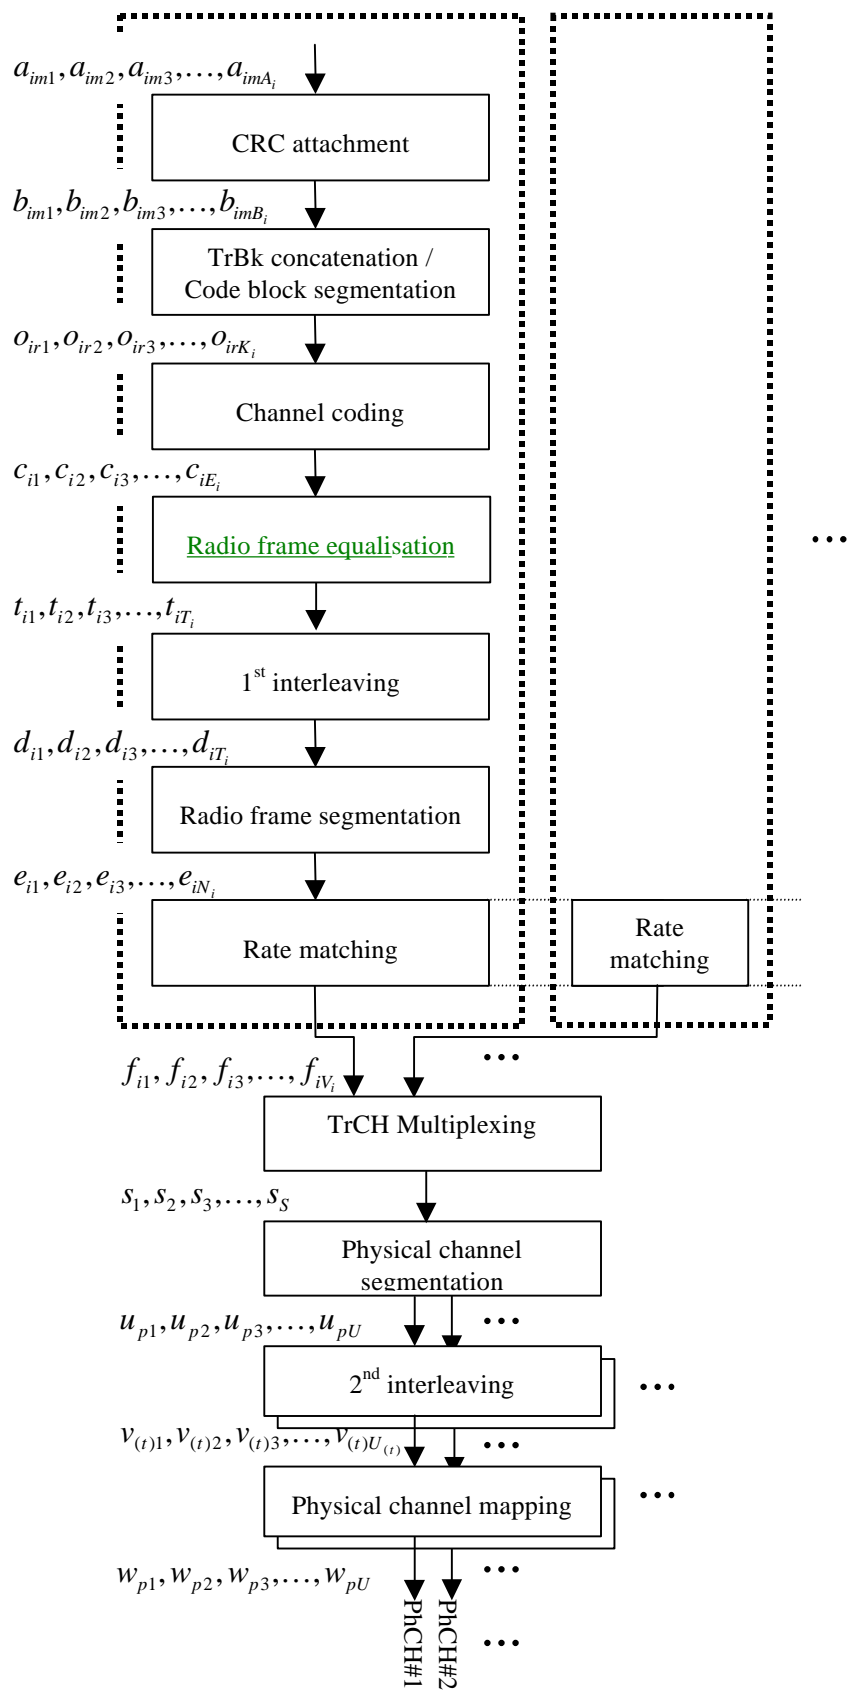 a_{im1}, a_{im2}, a_{im3}, …, a_{imA_i}
CRC attachment
b_{im1}, b_{im2}, b_{im3}, …, b_{imB_i}
TrBk concatenation /
Code block segmentation
o_{ir1}, o_{ir2}, o_{ir3}, …, o_{irK_i}
Channel coding
c_{i1}, c_{i2}, c_{i3}, …, c_{iE_i}
Radio frame equalisation
…
t_{i1}, t_{i2}, t_{i3}, …, t_{iT_i}
1^{st} interleaving
d_{i1}, d_{i2}, d_{i3}, …, d_{iT_i}
Radio frame segmentation
e_{i1}, e_{i2}, e_{i3}, …, e_{iN_i}
Rate matching
Rate
matching
…
f_{i1}, f_{i2}, f_{i3}, …, f_{iV_i}
TrCH Multiplexing
s_1, s_2, s_3, …, s_S
Physical channel
segmentation
u_{p1}, u_{p2}, u_{p3}, …, u_{pU}
…
2^{nd} interleaving
…
v_{(t)1}, v_{(t)2}, v_{(t)3}, …, v_{(t)U_{(t)}}
…
Physical channel mapping
…
w_{p1}, w_{p2}, w_{p3}, …, w_{pU}
…
PhCH#1
PhCH#2
…